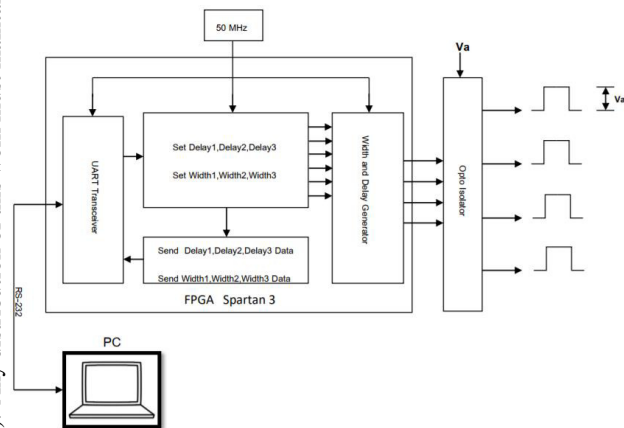 50 MHz
Va
Va
UART Transceiver
Set Delay1,Delay2,Delay3
Set Width1,Width2,Width3
Width and Delay Generator
Opto Isolator
Send Delay1,Delay2,Delay3 Data
Send Width1,Width2,Width3 Data
FPGA Spartan 3
RS-232
PC